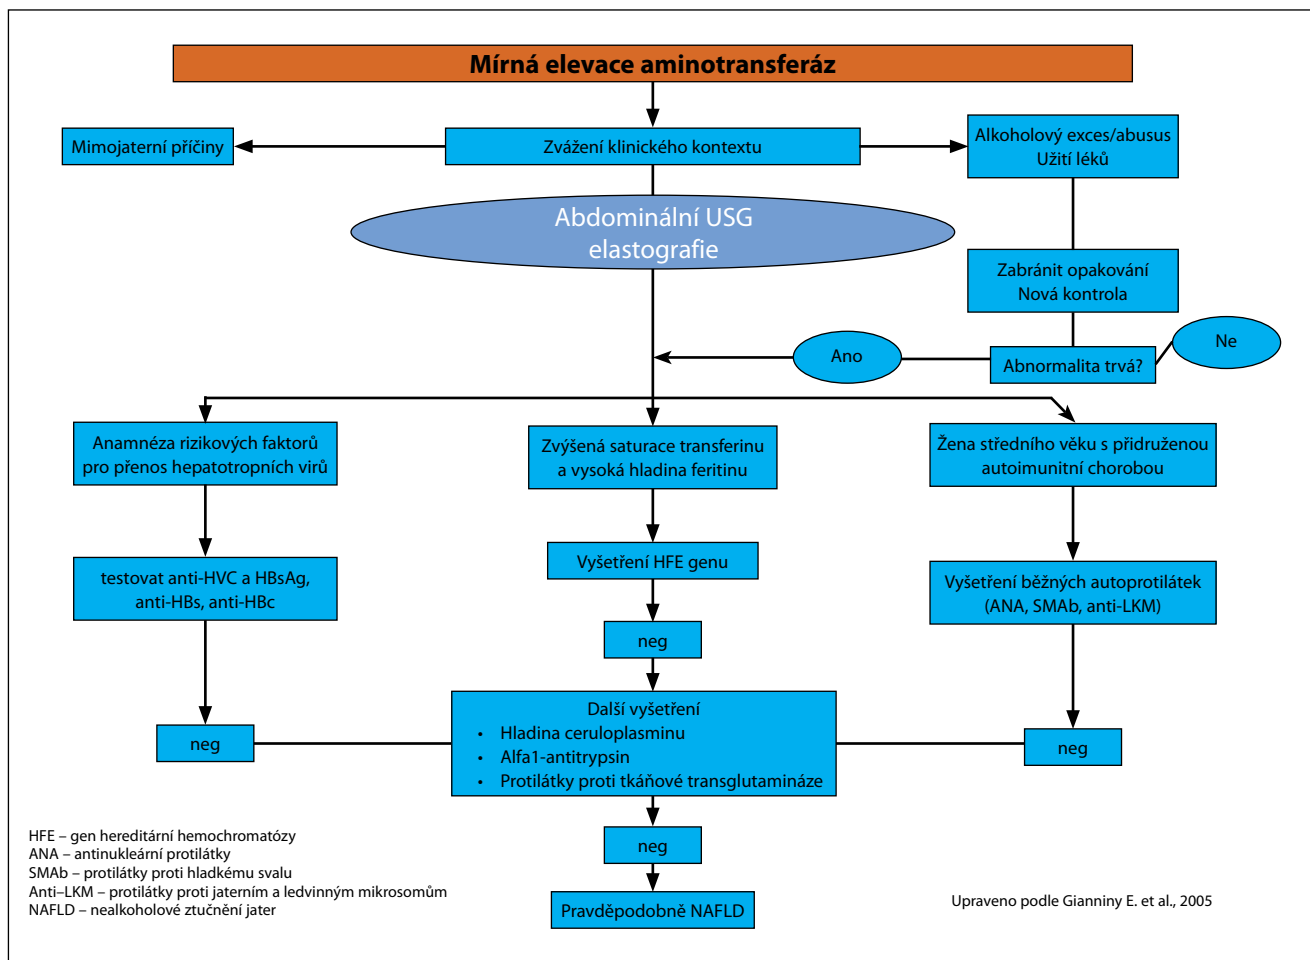 Mírná elevace aminotransferáz
Mimojaterní příčiny
Zvážení klinického kontextu
Alkoholový exces/abusus
Užití léků
Abdominální USG
elastografie
Zabránit opakování
Nová kontrola
Ano
Abnormalita trvá?
Ne
Anamnéza rizikových faktorů
pro přenos hepatotropních virů
Zvýšená saturace transferinu
a vysoká hladina feritinu
Žena středního věku s přidruženou
autoimunitní chorobou
testovat anti-HVC a HBsAg,
anti-HBs, anti-HBc
Vyšetření HFE genu
Vyšetření běžných autoprotilátek
(ANA, SMAb, anti-LKM)
neg
neg
Další vyšetření
• Hladina ceruloplasminu
• Alfa1-antitrypsin
• Protilátky proti tkáňové transglutamináze
neg
neg
Pravděpodobně NAFLD
HFE – gen hereditární hemochromatózy
ANA – antinukleární protilátky
SMAb – protilátky proti hladkému svalu
Anti–LKM – protilátky proti jaterním a ledvinným mikrosomům
NAFLD – nealkoholové ztučnění jater
Upraveno podle Gianniny E. et al., 2005